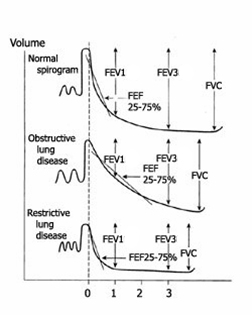 Volume
Normal
spirogram
FEV1
FEV3
FVC
FEF
25-75%
Obstructive
lung
disease
FEV1
FEV3
FVC
FEF
25-75%
Restrictive
lung
disease
FEV1
FEV3
FVC
FEF25-75%
0 1 2 3